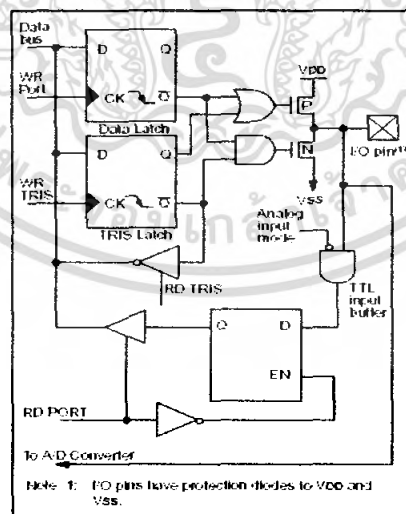 Data
bus
D Q
VDD
WR
Port
CK Q
P
Data Latch
I/O pin(1)
D Q
N
WR
TRIS
CK Q
VSS
TRIS Latch
Analog
input
mode
TTL
input
buffer
RD TRIS
Q D
EN
RD PORT
To A/D Converter
Note 1: I/O pins have protection diodes to VDD and
VSS.